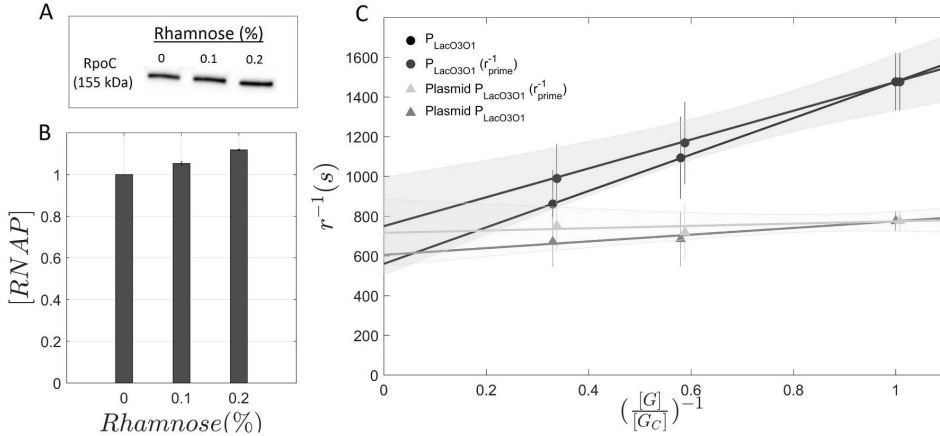 A
Rhamnose (%)
0 0.1 0.2
RpoC
(155 kDa)
B
[RNAP]
1
0.8
0.6
0.4
0.2
0
0 0.1 0.2
Rhamnose(%)
C
P_LacO3O1
P_LacO3O1 (r^-1_prime)
Plasmid P_LacO3O1 (r^-1_prime)
Plasmid P_LacO3O1
r^-1(s)
1800
1600
1400
1200
1000
800
600
400
200
0
0 0.2 0.4 0.6 0.8 1
([G]/[G_C])^-1